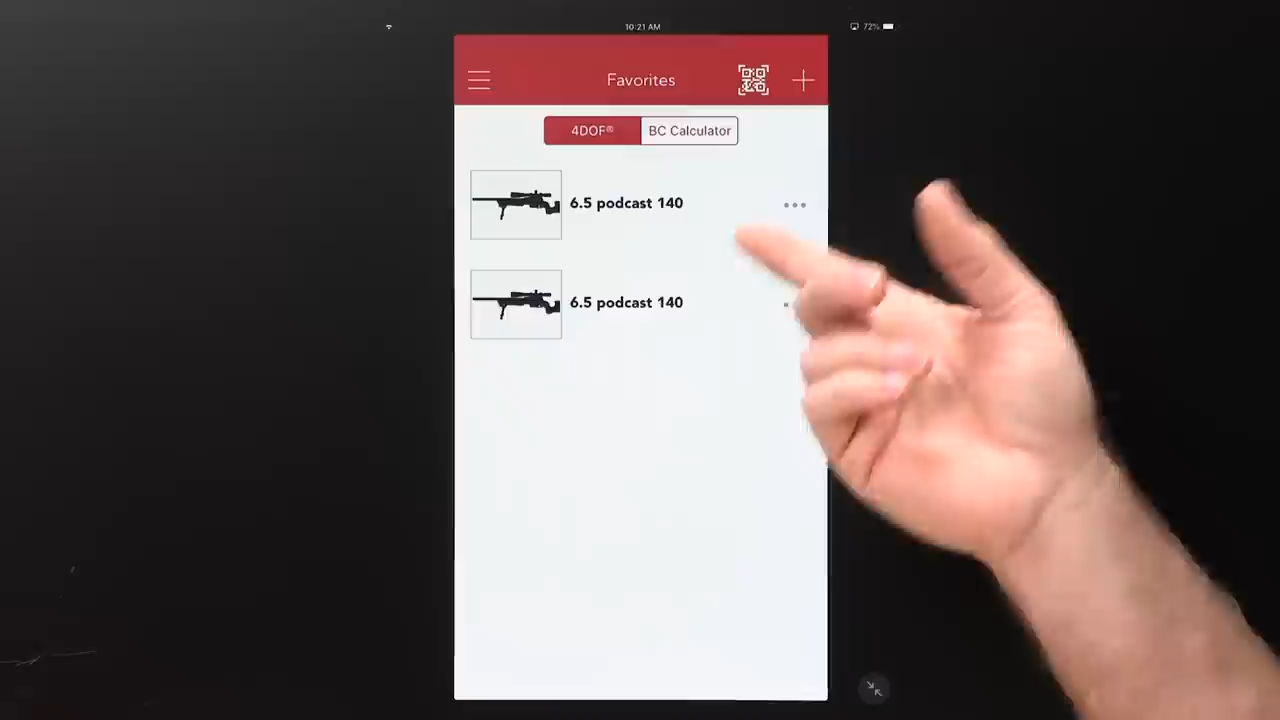 10:21 AM
72%
Favorites
4DOF®
BC Calculator
6.5 podcast 140
6.5 podcast 140